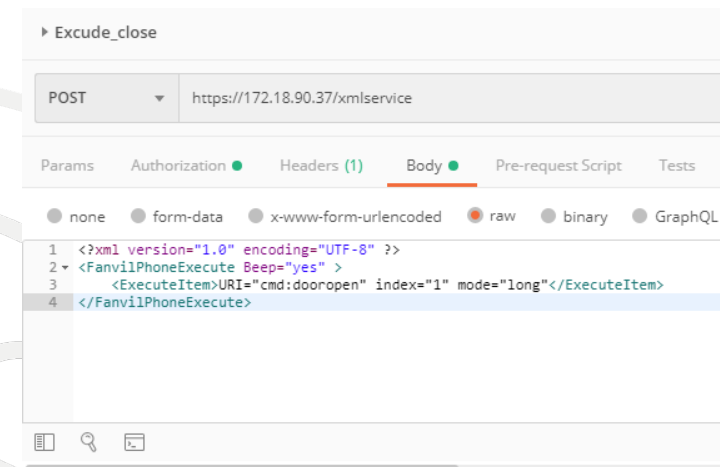 Excude_close
POST https://172.18.90.37/xmlservice
Params Authorization Headers (1) Body Pre-request Script Tests
none form-data x-www-form-urlencoded raw binary GraphQL
1 <?xml version="1.0" encoding="UTF-8" ?>
2 <FanvilPhoneExecute Beep="yes" >
3 <ExecuteItem>URI="cmd:dooropen" index="1" mode="long"</ExecuteItem>
4 </FanvilPhoneExecute>